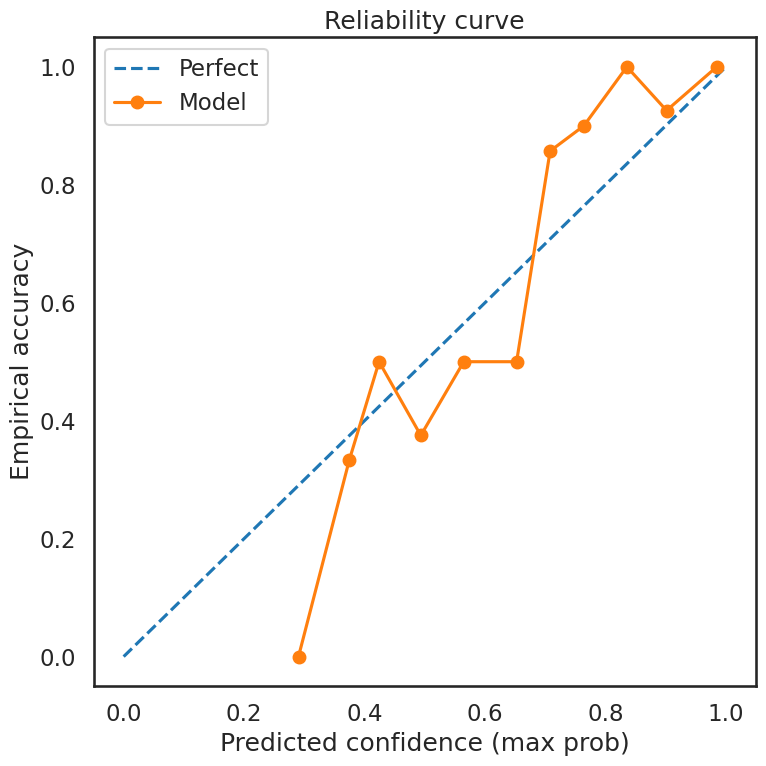 Reliability curve
Perfect
Model
1.0
0.8
0.6
0.4
0.2
0.0
Empirical accuracy
0.0 0.2 0.4 0.6 0.8 1.0
Predicted confidence (max prob)